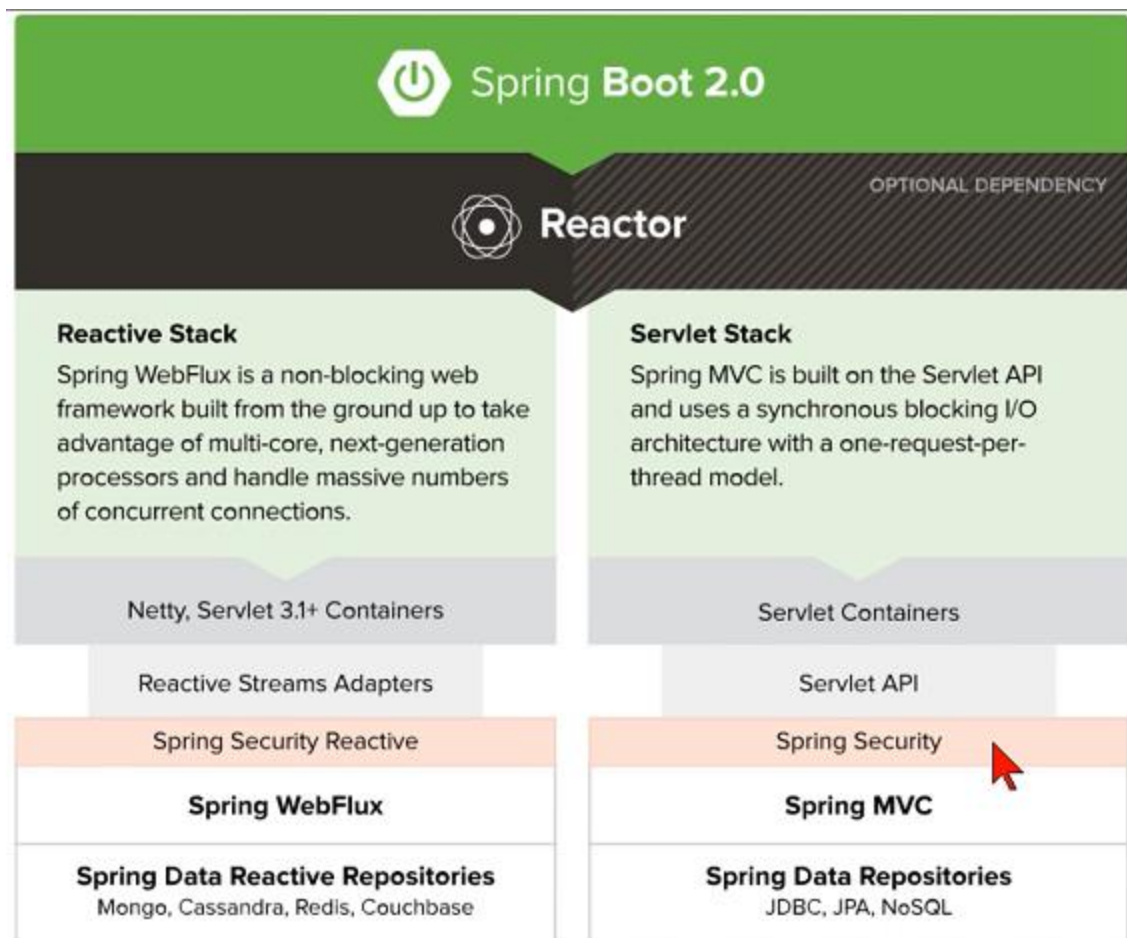 Spring Boot 2.0
OPTIONAL DEPENDENCY
Reactor
Reactive Stack
Spring WebFlux is a non-blocking web
framework built from the ground up to take
advantage of multi-core, next-generation
processors and handle massive numbers
of concurrent connections.
Netty, Servlet 3.1+ Containers
Reactive Streams Adapters
Spring Security Reactive
Spring WebFlux
Spring Data Reactive Repositories
Mongo, Cassandra, Redis, Couchbase
Servlet Stack
Spring MVC is built on the Servlet API
and uses a synchronous blocking I/O
architecture with a one-request-per-
thread model.
Servlet Containers
Servlet API
Spring Security
Spring MVC
Spring Data Repositories
JDBC, JPA, NoSQL